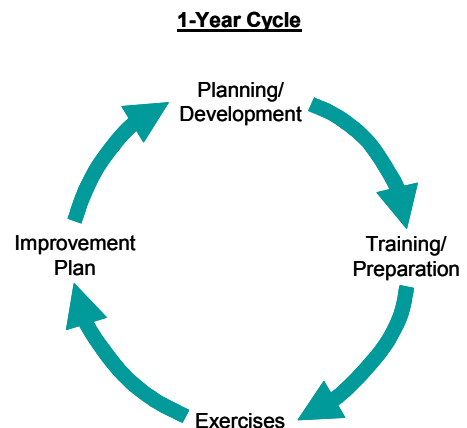 1-Year Cycle
Planning/
Development
Training/
Preparation
Exercises
Improvement
Plan